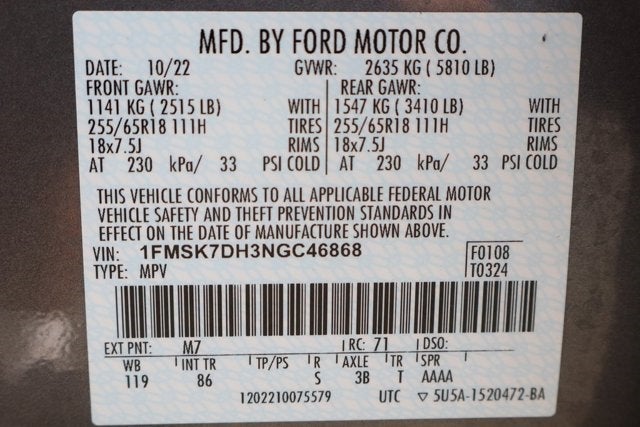 MFD. BY FORD MOTOR CO.
DATE: 10/22 GVWR: 2635 KG ( 5810 LB)
FRONT GAWR: REAR GAWR:
1141 KG ( 2515 LB) WITH 1547 KG ( 3410 LB) WITH
255/65R18 111H TIRES 255/65R18 111H TIRES
18x7.5J RIMS 18x7.5J RIMS
AT 230 kPa/ 33 PSI COLD AT 230 kPa/ 33 PSI COLD
THIS VEHICLE CONFORMS TO ALL APPLICABLE FEDERAL MOTOR
VEHICLE SAFETY AND THEFT PREVENTION STANDARDS IN
EFFECT ON THE DATE OF MANUFACTURE SHOWN ABOVE.
VIN: 1FMSK7DH3NGC46868 F0108
TYPE: MPV T0324
EXT PNT: M7 RC: 71 DSO:
WB INT TR TP/PS R AXLE TR SPR
119 86 S 3B T AAAA
1202210075579 UTC ▽ 5U5A-1520472-BA